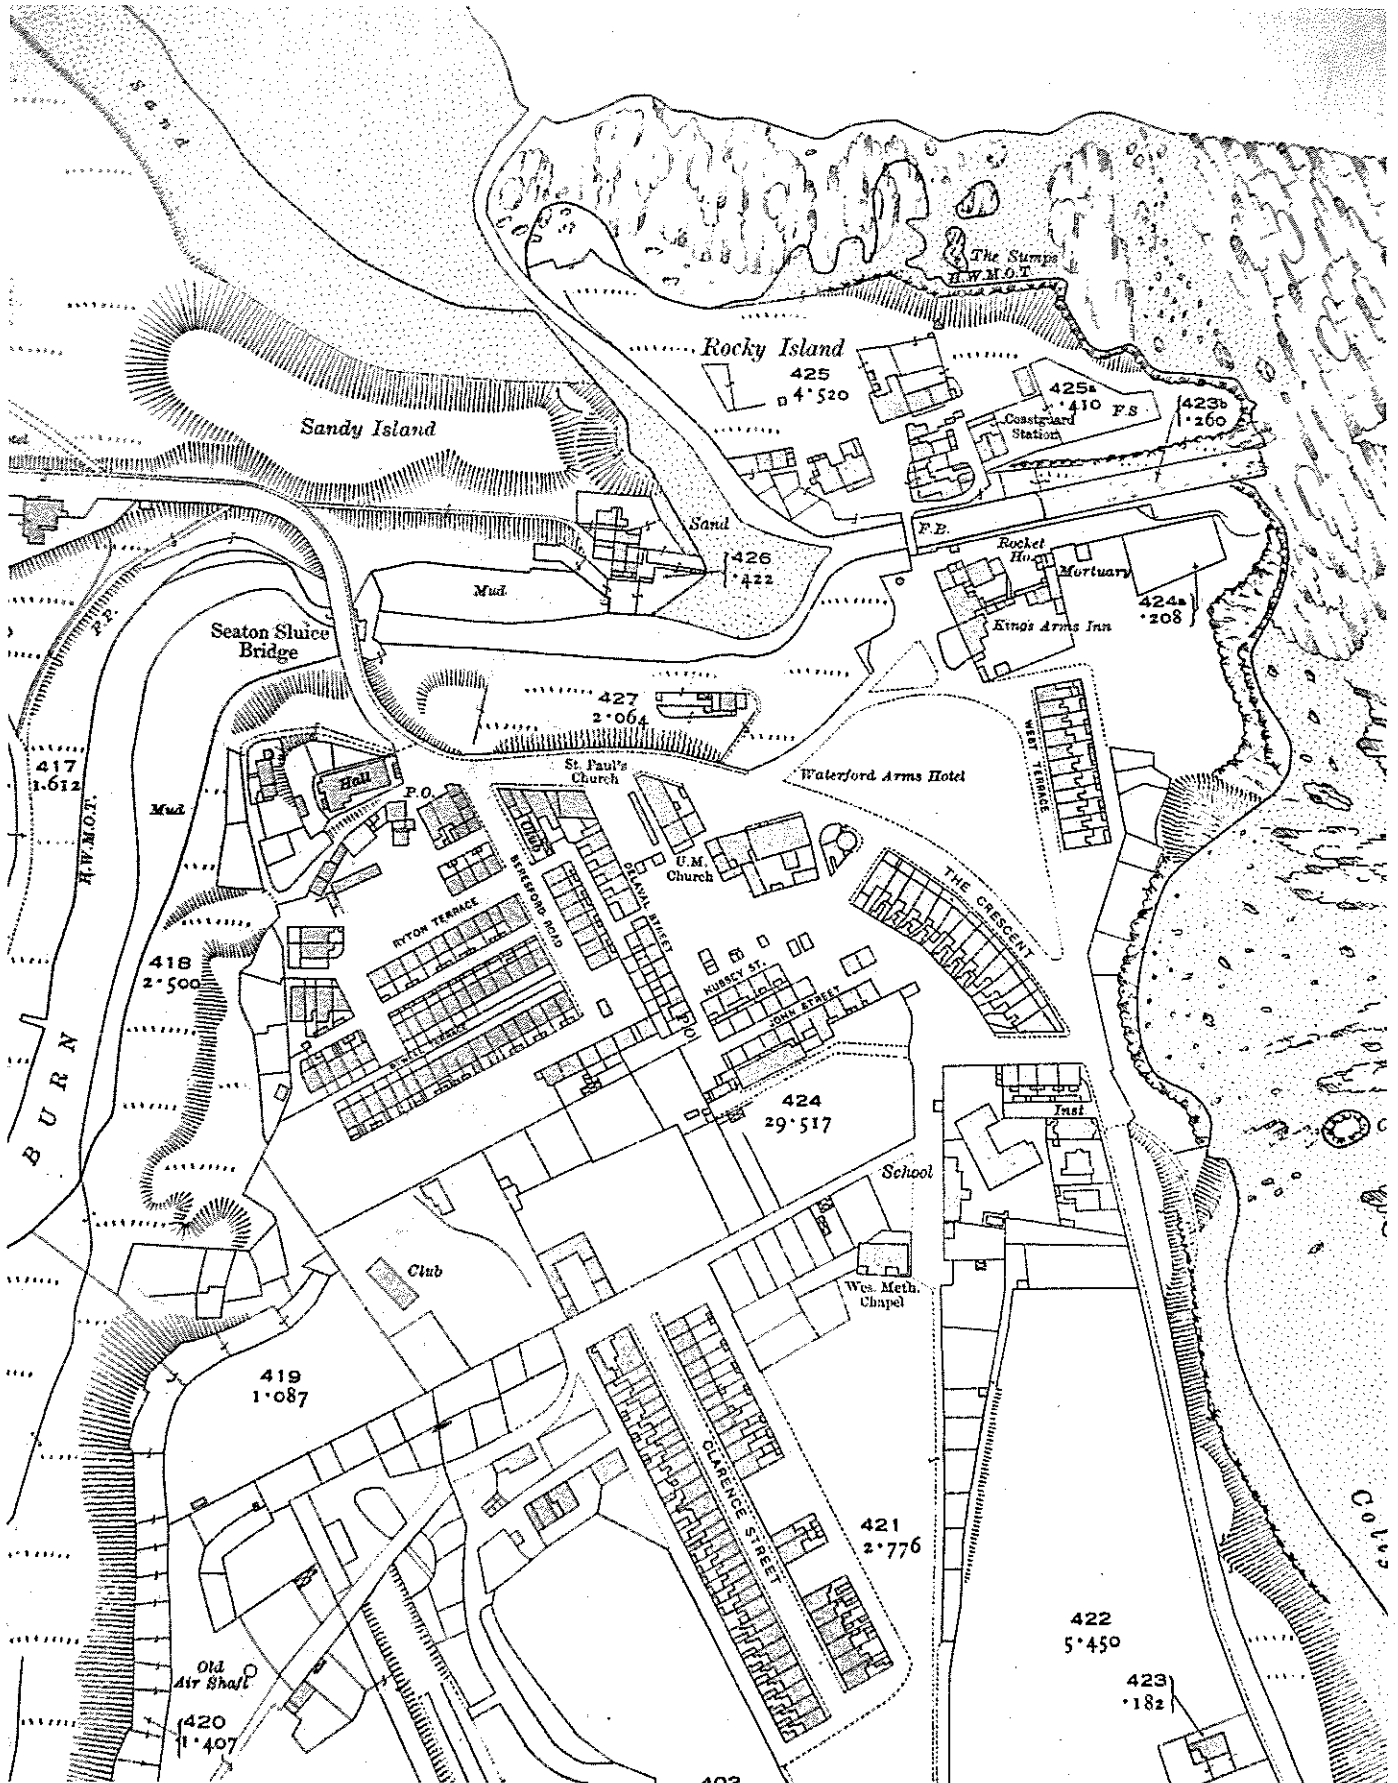 Sand
The Sumps
H.W.M.O.T.
Rocky Island
425
4·520
425a
·410
F.S
423b
·260
Coastguard
Station
Sandy Island
Sand
F.B.
Rocket
Ho.
Mortuary
426
·422
424a
·208
Mud
F.P.
King's Arms Inn
Seaton Sluice
Bridge
427
2·064
WEST TERRACE
417
1·612
St. Paul's
Church
Waterford Arms Hotel
Hall
P.O.
Mud
H.W.M.O.T.
Club
U.M.
Church
BERESFORD ROAD
DELAVAL STREET
THE CRESCENT
RYTON TERRACE
418
2·500
NUSSEY ST.
JOHN STREET
BURN
424
29·517
Inst
School
Club
Wes. Meth.
Chapel
419
1·087
CLARENCE STREET
421
2·776
422
5·450
Old
Air Shaft
423
·182
420
1·407